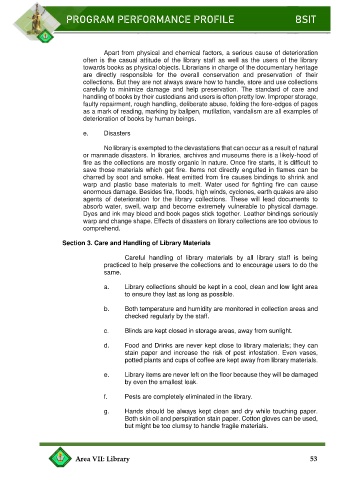 PROGRAM PERFORMANCE PROFILE BSIT
Apart from physical and chemical factors, a serious cause of deterioration
often is the casual attitude of the library staff as well as the users of the library
towards books as physical objects. Librarians in charge of the documentary heritage
are directly responsible for the overall conservation and preservation of their
collections. But they are not always aware how to handle, store and use collections
carefully to minimize damage and help preservation. The standard of care and
handling of books by their custodians and users is often pretty low. Improper storage,
faulty repairment, rough handling, deliberate abuse, folding the fore-edges of pages
as a mark of reading, marking by ballpen, mutilation, vandalism are all examples of
deterioration of books by human beings.
e. Disasters
No library is exempted to the devastations that can occur as a result of natural
or manmade disasters. In libraries, archives and museums there is a likely-hood of
fire as the collections are mostly organic in nature. Once fire starts, it is difficult to
save those materials which get fire. Items not directly engulfed in flames can be
charred by soot and smoke. Heat emitted from fire causes bindings to shrink and
warp and plastic base materials to melt. Water used for fighting fire can cause
enormous damage. Besides fire, floods, high winds, cyclones, earth quakes are also
agents of deterioration for the library collections. These will lead documents to
absorb water, swell, warp and become extremely vulnerable to physical damage.
Dyes and ink may bleed and book pages stick together. Leather bindings seriously
warp and change shape. Effects of disasters on library collections are too obvious to
comprehend.
Section 3. Care and Handling of Library Materials
Careful handling of library materials by all library staff is being
practiced to help preserve the collections and to encourage users to do the
same.
a. Library collections should be kept in a cool, clean and low light area
to ensure they last as long as possible.
b. Both temperature and humidity are monitored in collection areas and
checked regularly by the staff.
c. Blinds are kept closed in storage areas, away from sunlight.
d. Food and Drinks are never kept close to library materials; they can
stain paper and increase the risk of pest infestation. Even vases,
potted plants and cups of coffee are kept away from library materials.
e. Library items are never left on the floor because they will be damaged
by even the smallest leak.
f. Pests are completely eliminated in the library.
g. Hands should be always kept clean and dry while touching paper.
Both skin oil and perspiration stain paper. Cotton gloves can be used,
but might be too clumsy to handle fragile materials.
Area VII: Library 53